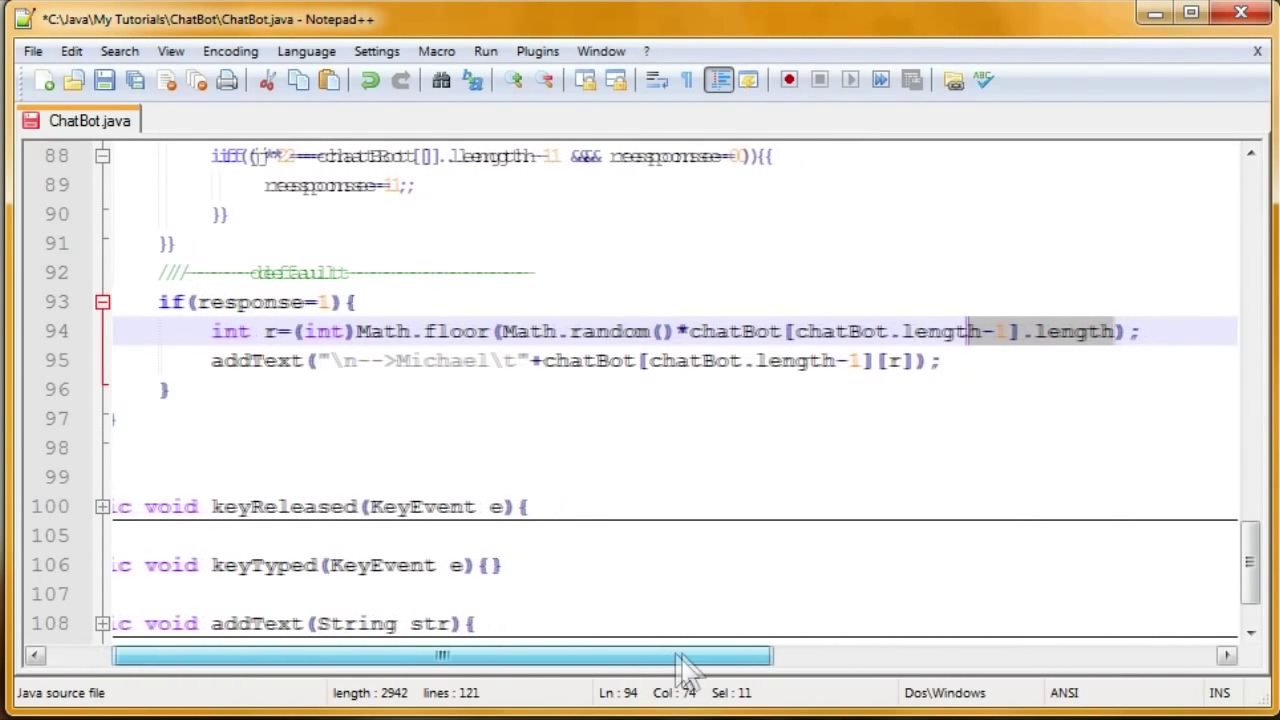 *C:\Java\My Tutorials\ChatBot\ChatBot.java - Notepad++
File Edit Search View Encoding Language Settings Macro Run Plugins Window ? X
ChatBot.java
88 if(j*2==chatBot[].length-1 && response=0){
89 response=1;
90 }
91 }
92 //-----default--------------
93 if(response=1){
94 int r=(int)Math.floor(Math.random()*chatBot[chatBot.length-1].length);
95 addText("\n-->Michael\t"+chatBot[chatBot.length-1][r]);
96 }
97 }
98
99
100 ic void keyReleased(KeyEvent e){
105
106 ic void keyTyped(KeyEvent e){}
107
108 ic void addText(String str){
Java source file length : 2942 lines : 121 Ln : 94 Col : 74 Sel : 11 Dos\Windows ANSI INS